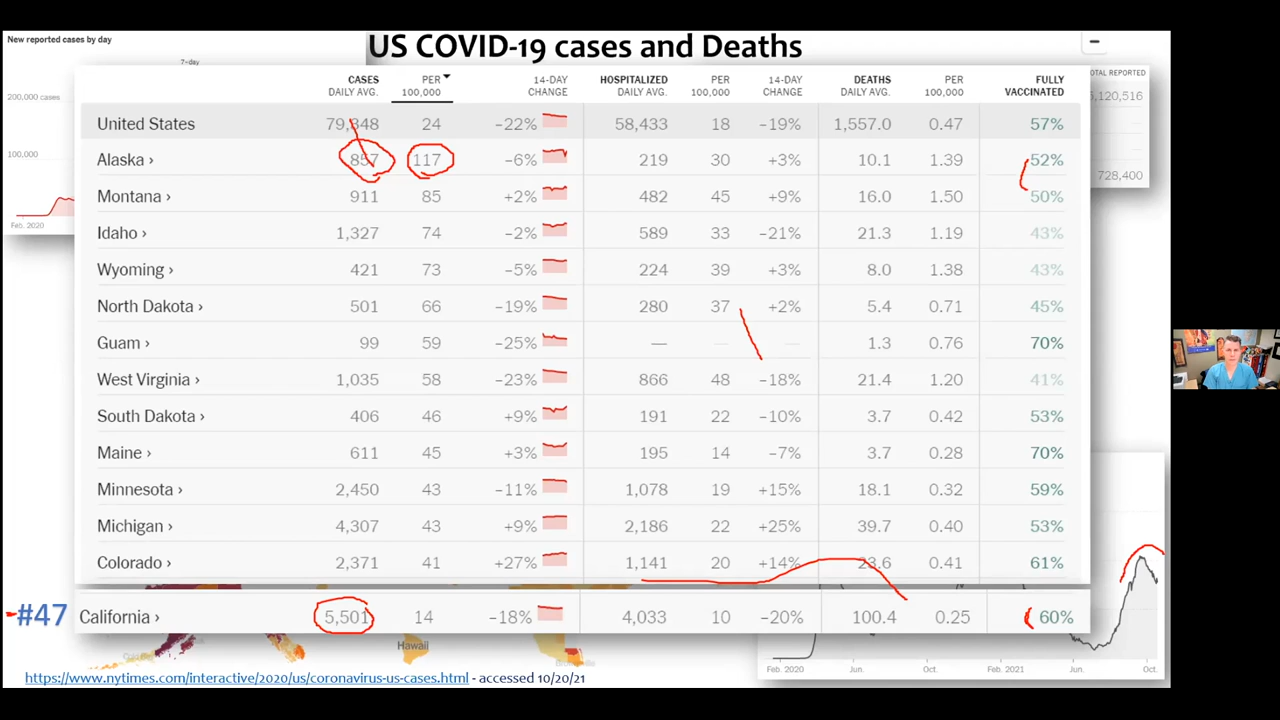 New reported cases by day
US COVID-19 cases and Deaths
7-day
200,000 cases
100,000
Feb. 2020
OTAL REPORTED
5,120,516
728,400
CASES PER 14-DAY HOSPITALIZED PER 14-DAY DEATHS PER FULLY
DAILY AVG. 100,000 CHANGE DAILY AVG. 100,000 CHANGE DAILY AVG. 100,000 VACCINATED
United States 79,348 24 –22% 58,433 18 –19% 1,557.0 0.47 57%
Alaska › 857 117 –6% 219 30 +3% 10.1 1.39 52%
Montana › 911 85 +2% 482 45 +9% 16.0 1.50 50%
Idaho › 1,327 74 –2% 589 33 –21% 21.3 1.19 43%
Wyoming › 421 73 –5% 224 39 +3% 8.0 1.38 43%
North Dakota › 501 66 –19% 280 37 +2% 5.4 0.71 45%
Guam › 99 59 –25% — — — 1.3 0.76 70%
West Virginia › 1,035 58 –23% 866 48 –18% 21.4 1.20 41%
South Dakota › 406 46 +9% 191 22 –10% 3.7 0.42 53%
Maine › 611 45 +3% 195 14 –7% 3.7 0.28 70%
Minnesota › 2,450 43 –11% 1,078 19 +15% 18.1 0.32 59%
Michigan › 4,307 43 +9% 2,186 22 +25% 39.7 0.40 53%
Colorado › 2,371 41 +27% 1,141 20 +14% 23.6 0.41 61%
#47 California › 5,501 14 –18% 4,033 10 –20% 100.4 0.25 60%
Hawaii
Feb. 2020 Jun. Oct. Feb. 2021 Jun. Oct.
https://www.nytimes.com/interactive/2020/us/coronavirus-us-cases.html - accessed 10/20/21